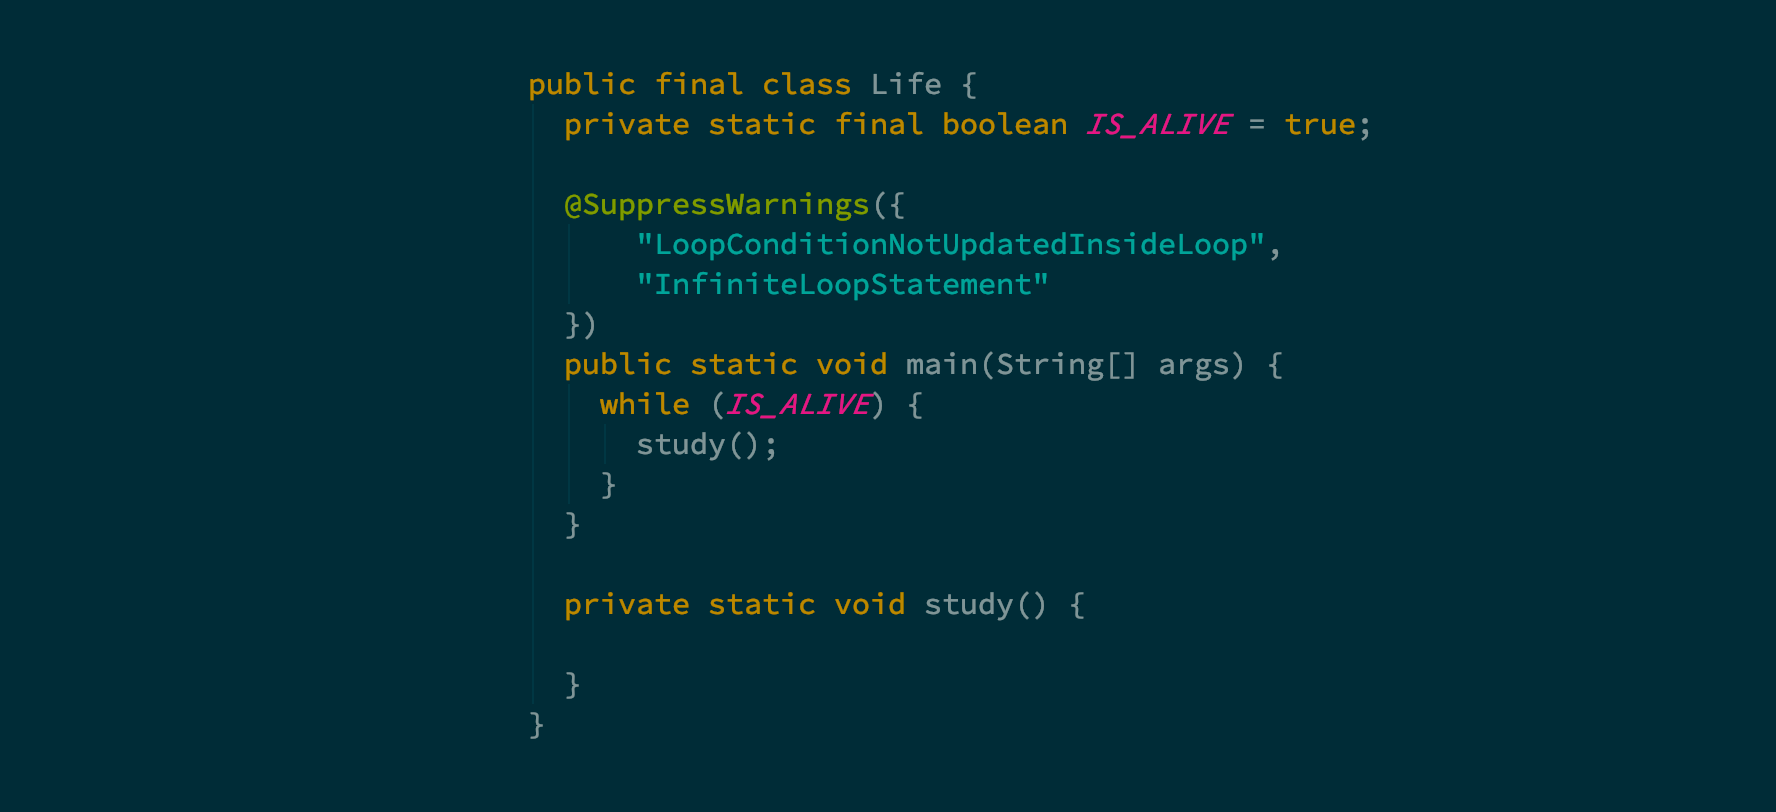 public final class Life {
private static final boolean IS_ALIVE = true;
@SuppressWarnings({
"LoopConditionNotUpdatedInsideLoop",
"InfiniteLoopStatement"
})
public static void main(String[] args) {
while (IS_ALIVE) {
study();
}
}
private static void study() {
}
}